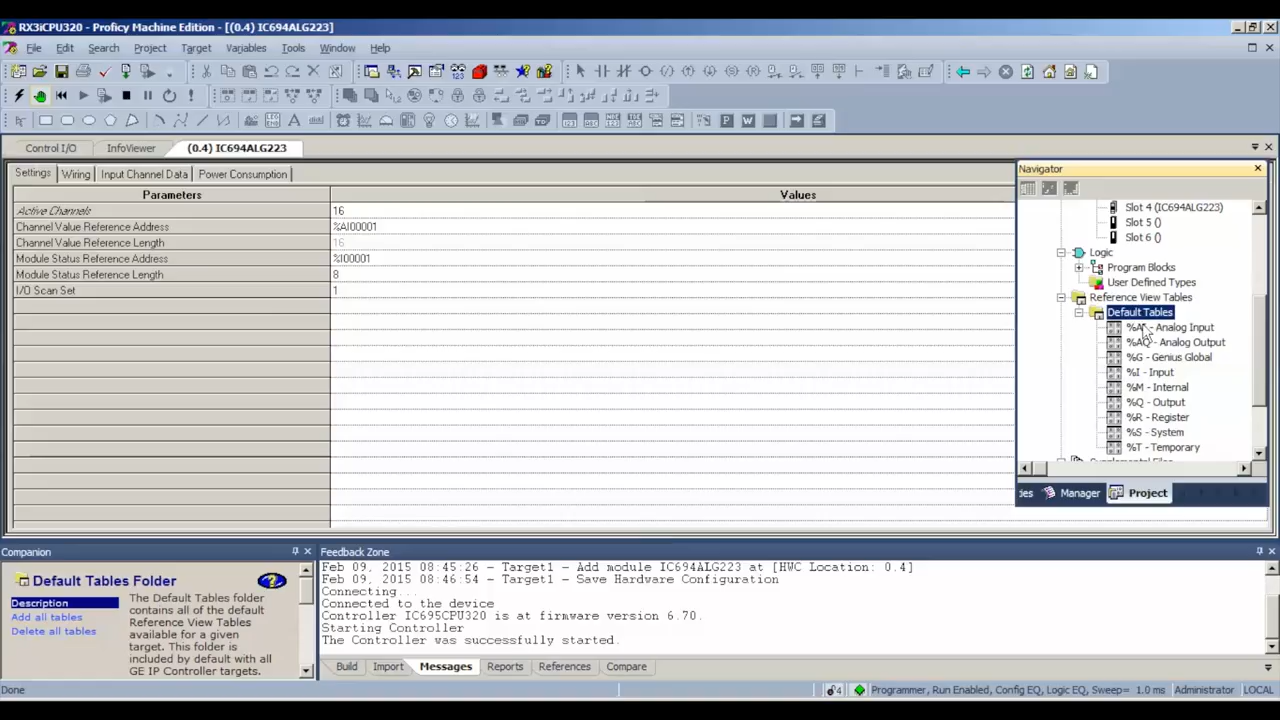 RX3iCPU320 - Proficy Machine Edition - [(0.4) IC694ALG223]
File Edit Search Project Target Variables Tools Window Help
Control I/O InfoViewer (0.4) IC694ALG223
Settings Wiring Input Channel Data Power Consumption
Parameters Values
Active Channels 16
Channel Value Reference Address %AI00001
Channel Value Reference Length 16
Module Status Reference Address %I00001
Module Status Reference Length 8
I/O Scan Set 1
Navigator
Slot 4 (IC694ALG223)
Slot 5 ()
Slot 6 ()
Logic
Program Blocks
User Defined Types
Reference View Tables
Default Tables
- Analog Input
- Analog Output
%G - Genius Global
%I - Input
%M - Internal
%Q - Output
%R - Register
%S - System
%T - Temporary
Manager Project
Companion
Default Tables Folder
Description
Add all tables
Delete all tables
The Default Tables folder
contains all of the default
Reference View Tables
available for a given
target. This folder is
included by default with all
GE IP Controller targets.
Feedback Zone
Feb 09, 2015 08:45:26 - Target1 - Add module IC694ALG223 at [HWC Location: 0.4]
Feb 09, 2015 08:46:54 - Target1 - Save Hardware Configuration
Connecting...
Connected to the device
Controller IC695CPU320 is at firmware version 6.70.
Starting Controller
The Controller was successfully started.
Build Import Messages Reports References Compare
Done
Programmer, Run Enabled, Config EQ, Logic EQ, Sweep= 1.0 ms Administrator LOCAL